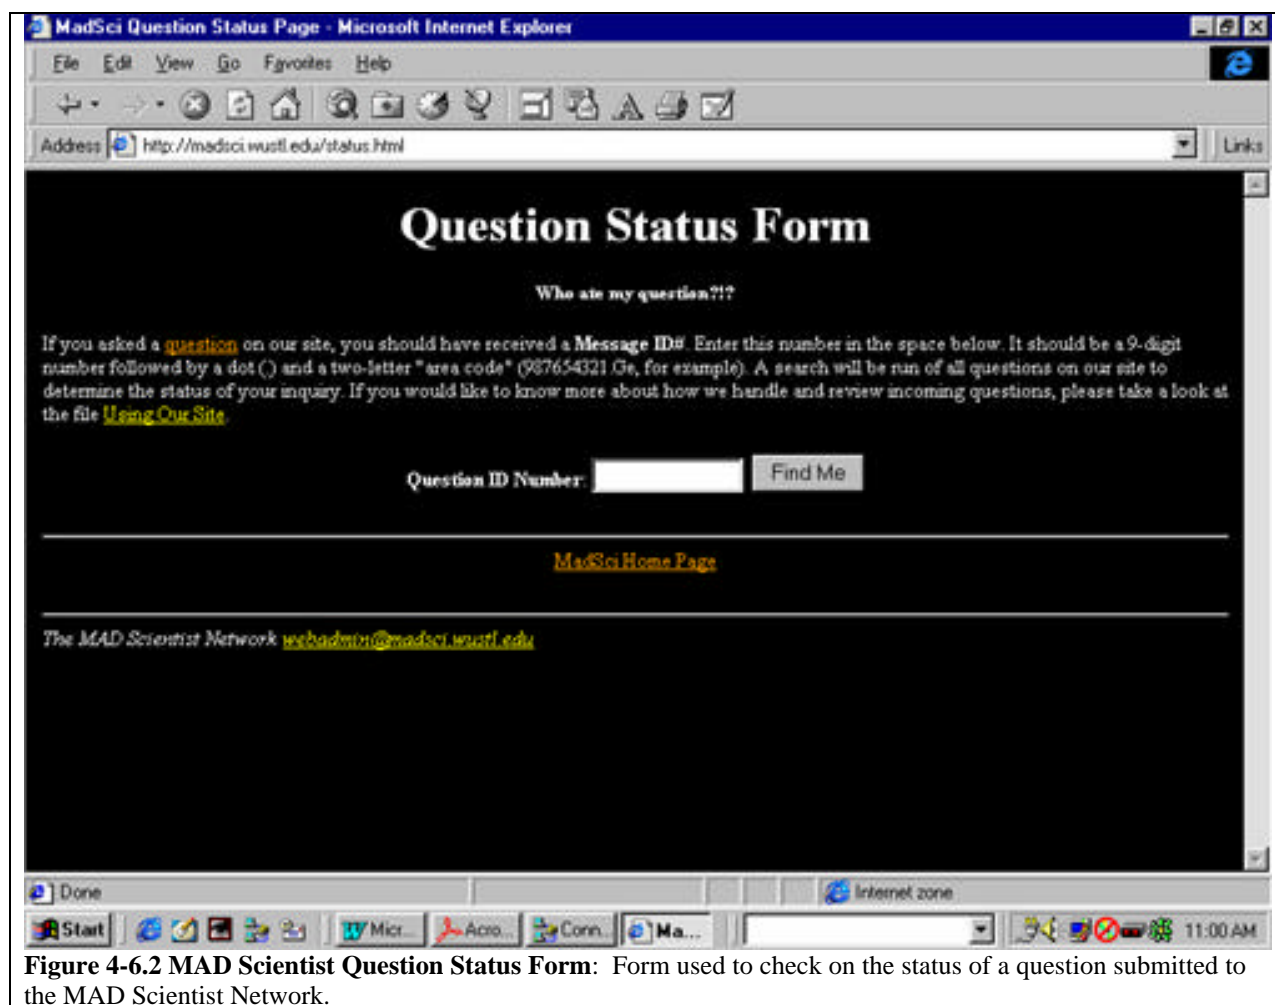 MadSci Question Status Page - Microsoft Internet Explorer
File Edit View Go Favorites Help
Address http://madsci.wustl.edu/status.html Links
Question Status Form
Who ate my question?!?
If you asked a question on our site, you should have received a Message ID#. Enter this number in the space below. It should be a 9-digit
number followed by a dot (.) and a two-letter "area code" (987654321.Ge, for example). A search will be run of all questions on our site to
determine the status of your inquiry. If you would like to know more about how we handle and review incoming questions, please take a look at
the file Using Our Site.
Question ID Number: Find Me
MadSci Home Page
The MAD Scientist Network webadmin@madsci.wustl.edu
Done Internet zone
Start Micr... Acro... Conn... Ma... 11:00 AM
Figure 4-6.2 MAD Scientist Question Status Form: Form used to check on the status of a question submitted to
the MAD Scientist Network.